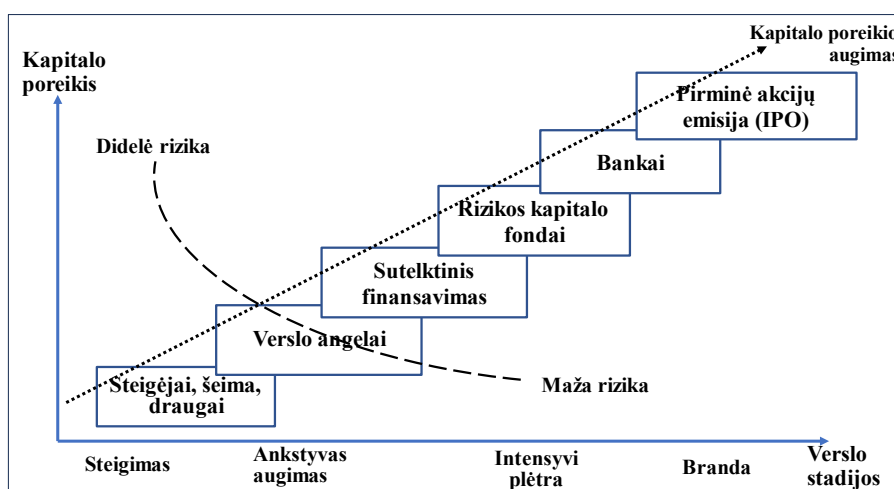 Kapitalo
poreikis
Kapitalo poreikio
augimas
Pirminė akcijų
emisija (IPO)
Didelė rizika
Bankai
Rizikos kapitalo
fondai
Sutelktinis
finansavimas
Verslo angelai
Steigėjai, šeima,
draugai
Maža rizika
Steigimas
Ankstyvas
augimas
Intensyvi
plėtra
Branda
Verslo
stadijos